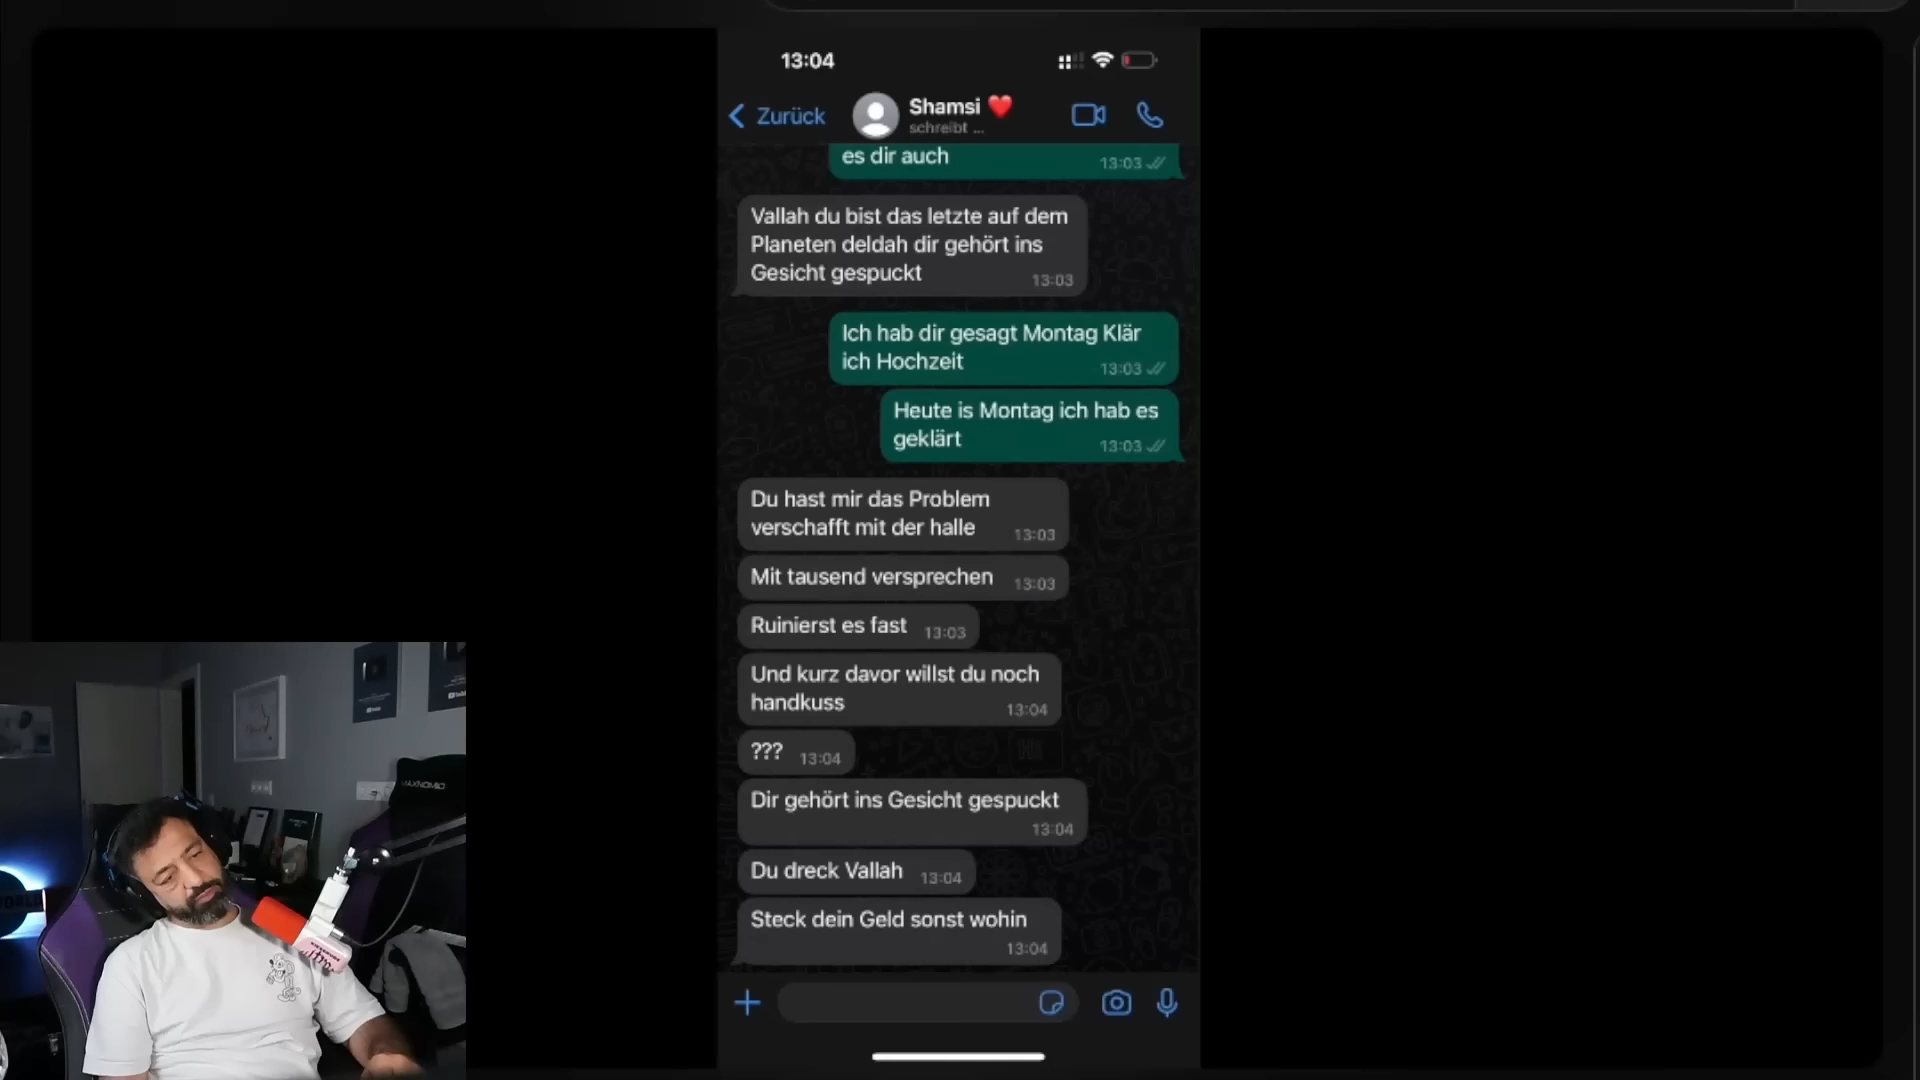 13:04
Zurück
Shamsi ❤️
schreibt ...
es dir auch
13:03
Vallah du bist das letzte auf dem
Planeten deldah dir gehört ins
Gesicht gespuckt
13:03
Ich hab dir gesagt Montag Klär
ich Hochzeit
13:03
Heute is Montag ich hab es
geklärt
13:03
Du hast mir das Problem
verschafft mit der halle
13:03
Mit tausend versprechen
13:03
Ruinierst es fast
13:03
Und kurz davor willst du noch
handkuss
13:04
???
13:04
Dir gehört ins Gesicht gespuckt
13:04
Du dreck Vallah
13:04
Steck dein Geld sonst wohin
13:04
MAXNOMIC